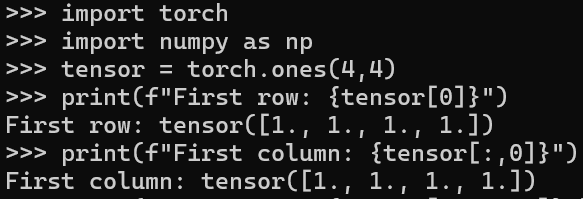 >>> import torch
>>> import numpy as np
>>> tensor = torch.ones(4,4)
>>> print(f"First row: {tensor[0]}")
First row: tensor([1., 1., 1., 1.])
>>> print(f"First column: {tensor[:,0]}")
First column: tensor([1., 1., 1., 1.])